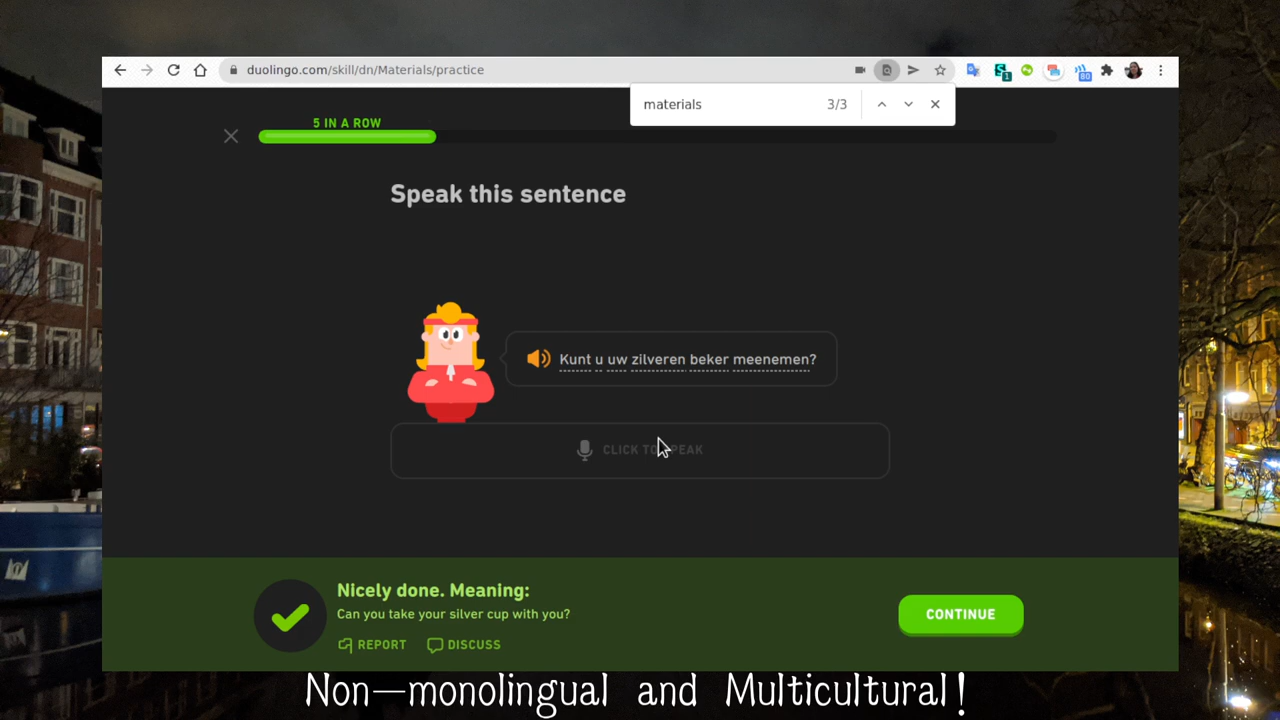 duolingo.com/skill/dn/Materials/practice
1
80
materials 3/3
5 IN A ROW
Speak this sentence
Kunt u uw zilveren beker meenemen?
CLICK TO SPEAK
Nicely done. Meaning:
Can you take your silver cup with you?
REPORT DISCUSS
CONTINUE
Non-monolingual and Multicultural!